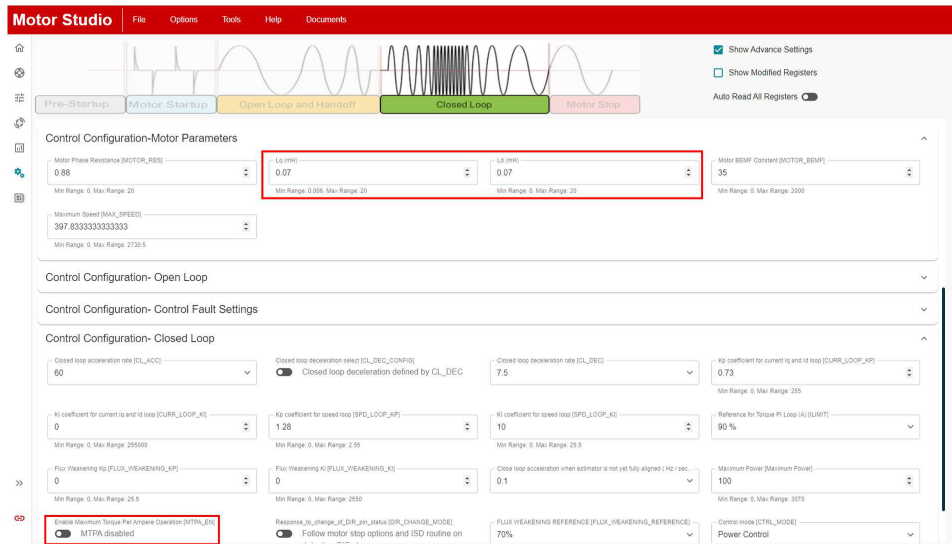 Motor Studio File Options Tools Help Documents
Show Advance Settings
Show Modified Registers
Auto Read All Registers
Pre-Startup Motor Startup Open Loop and Handoff Closed Loop Motor Stop
Control Configuration-Motor Parameters
Motor Phase Resistance [MOTOR_RES] Lq (mH) Ld (mH) Motor BEMF Constant [MOTOR_BEMF]
0.88 0.07 0.07 35
Min Range: 0, Max Range: 20 Min Range: 0.006, Max Range: 20 Min Range: 0, Max Range: 20 Min Range: 0, Max Range: 2000
Maximum Speed [MAX_SPEED]
397.8333333333333
Min Range: 0, Max Range: 2730.5
Control Configuration- Open Loop
Control Configuration- Control Fault Settings
Control Configuration- Closed Loop
Closed loop acceleration rate [CL_ACC] Closed loop deceleration select [CL_DEC_CONFIG] Closed loop deceleration rate [CL_DEC] Kp coefficient for current Iq and Id loop [CURR_LOOP_KP]
60 Closed loop deceleration defined by CL_DEC 7.5 0.73
Min Range: 0, Max Range: 255
Ki coefficient for current Iq and Id loop [CURR_LOOP_KI] Kp coefficient for speed loop [SPD_LOOP_KP] Ki coefficient for speed loop [SPD_LOOP_KI] Reference for Torque PI Loop (A) [ILIMIT]
0 1.28 10 90 %
Min Range: 0, Max Range: 255000 Min Range: 0, Max Range: 2.55 Min Range: 0, Max Range: 25.5
Flux Weakening Kp [FLUX_WEAKENING_KP] Flux Weakening Ki [FLUX_WEAKENING_KI] Close loop acceleration when estimator is not yet fully aligned ( Hz / sec... Maximum Power [Maximum Power]
0 0 0.1 100
Min Range: 0, Max Range: 25.5 Min Range: 0, Max Range: 2550 Min Range: 0, Max Range: 3070
Enable Maximum Torque Per Ampere Operation [MTPA_EN] Response_to_change_of_DIR_pin_status [DIR_CHANGE_MODE] FLUX WEAKENING REFERENCE [FLUX_WEAKENING_REFERENCE] Control mode [CTRL_MODE]
MTPA disabled Follow motor stop options and ISD routine on 70% Power Control